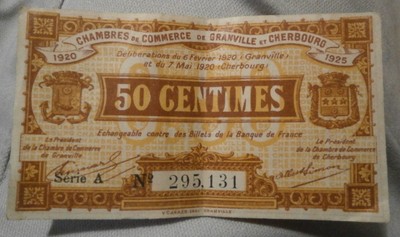 CHAMBRES DE COMMERCE DE GRANVILLE ET CHERBOURG
1920
1925
Délibérations du 6 Février 1920 (Granville)
et du 7 Mai 1920 (Cherbourg)
50 CENTIMES
Echangeable contre des Billets de la Banque de France
Le Président
de la Chambre de Commerce
de Granville
Le Président
de la Chambre de Commerce
de Cherbourg
Série A
No 295,131